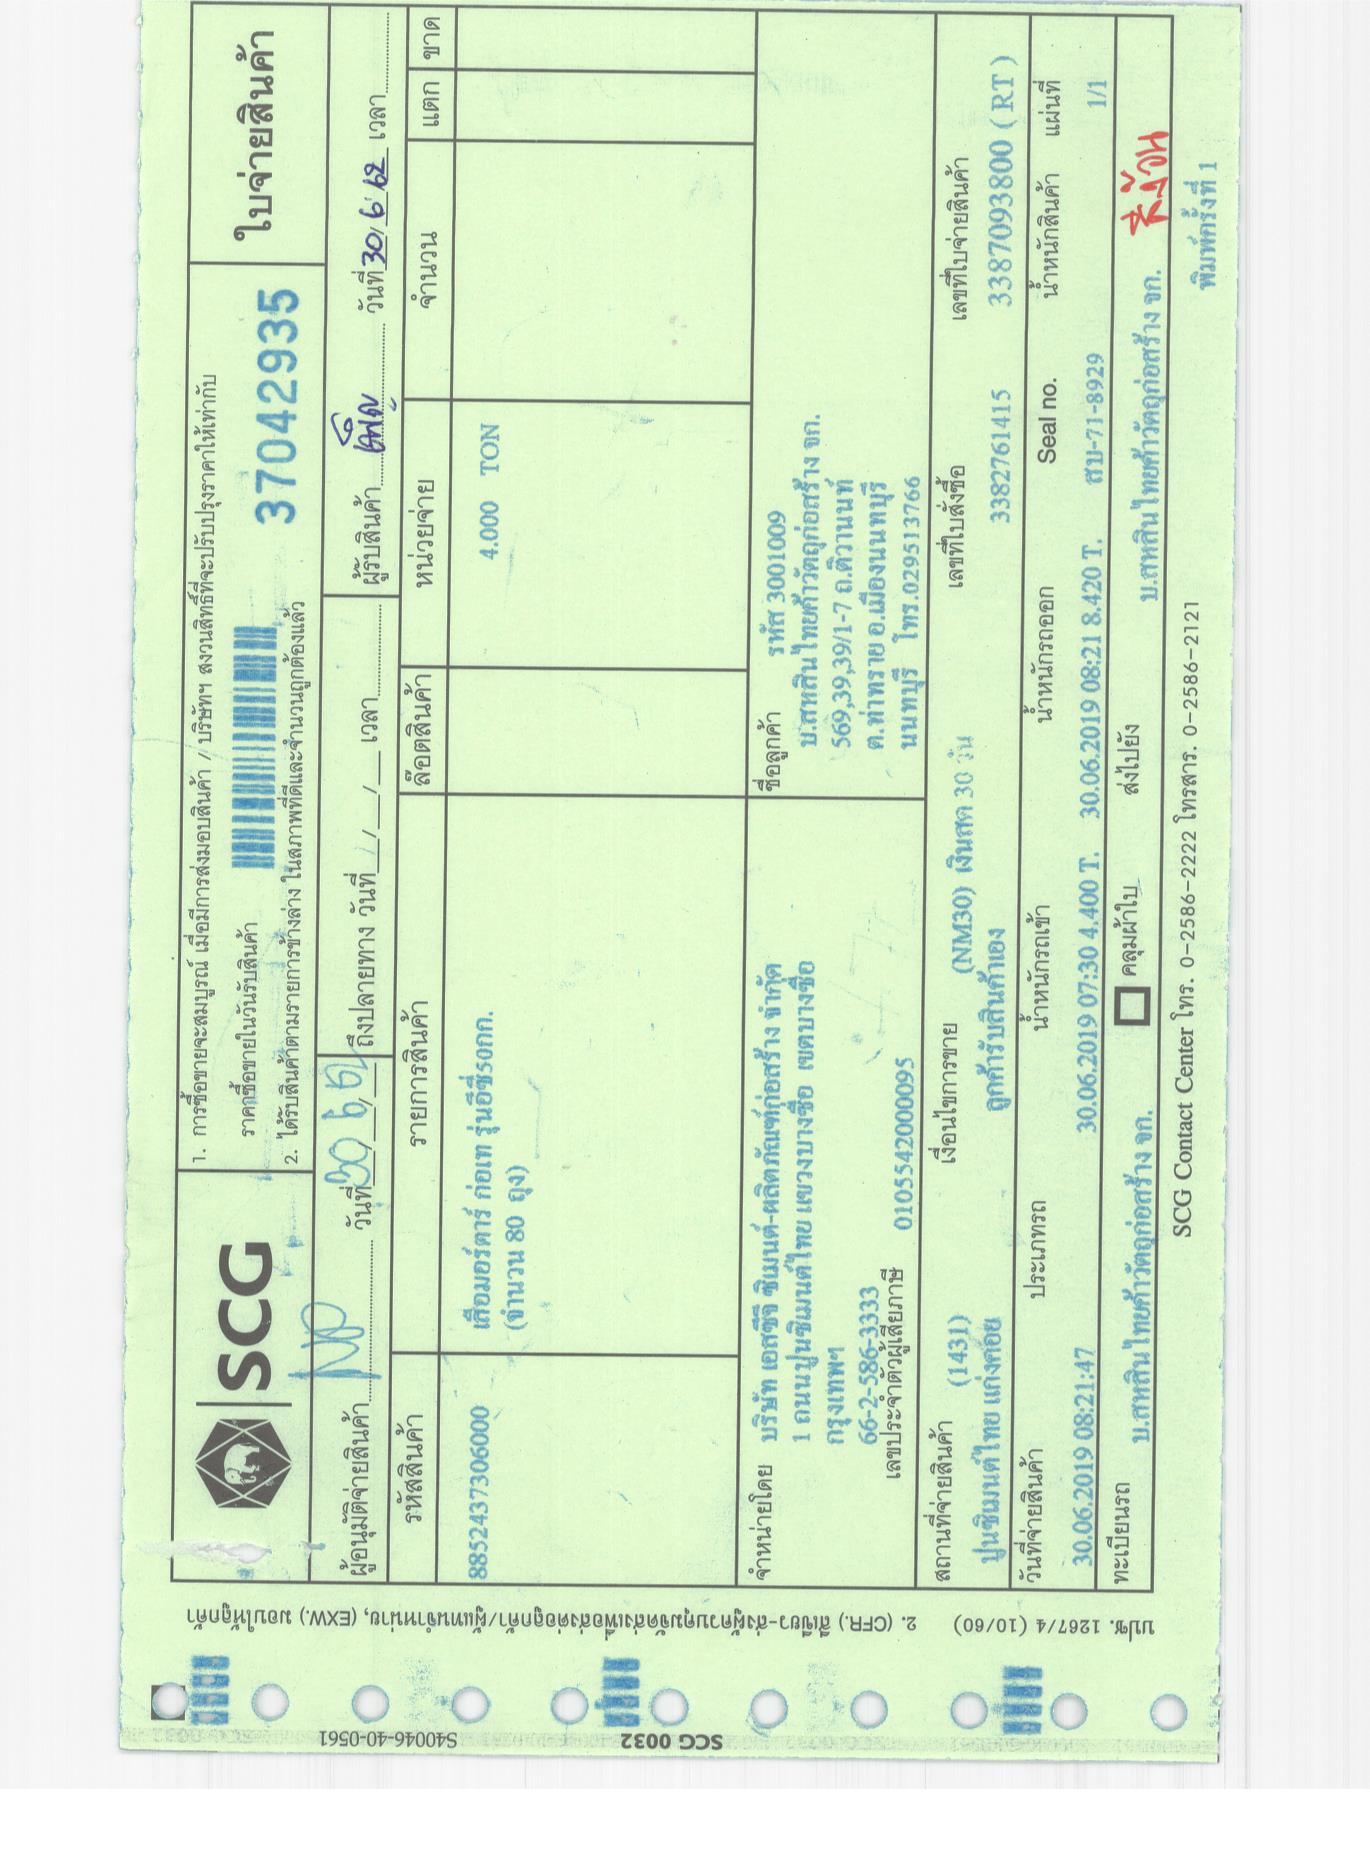 SCG
1. การซื้อขายจะสมบูรณ์ เมื่อมีการส่งมอบสินค้า / บริษัทฯ สงวนสิทธิ์ที่จะปรับปรุงราคาให้เท่ากับ
ราคาซื้อขายในวันรับสินค้า
2. ได้รับสินค้าตามรายการข้างล่าง ในสภาพที่ดีและจำนวนถูกต้องแล้ว
37042935
ใบจ่ายสินค้า
ผู้อนุมัติจ่ายสินค้า วันที่ 30/6/62 ถึงปลายทาง วันที่ __/__/__ เวลา ผู้รับสินค้า วันที่ 30/6/62 เวลา
รหัสสินค้า รายการสินค้า ล๊อตสินค้า หน่วยจ่าย จำนวน แตก ขาด
8852437306000 เสือมอร์ตาร์ ก่อเท รุ่นอีซี่50กก. 4.000 TON
(จำนวน 80 ถุง)
จำหน่ายโดย บริษัท เอสซีจี ซิเมนต์-ผลิตภัณฑ์ก่อสร้าง จำกัด
1 ถนนปูนซิเมนต์ไทย แขวงบางซื่อ เขตบางซื่อ
กรุงเทพฯ
66-2-586-3333
เลขประจำตัวผู้เสียภาษี 0105542000095
ชื่อลูกค้า รหัส 3001009
บ.สหสินไทยค้าวัตถุก่อสร้าง จก.
569,39,39/1-7 ถ.ติวานนท์
ต.ท่าทราย อ.เมืองนนทบุรี
นนทบุรี โทร.029513766
สถานที่จ่ายสินค้า (1431) เงื่อนไขการขาย (NM30) เงินสด 30 วัน เลขที่ใบสั่งซื้อ เลขที่ใบจ่ายสินค้า
ปูนซิเมนต์ไทย แก่งคอย ลูกค้ารับสินค้าเอง 3382761415 3387093800 (RT)
วันที่จ่ายสินค้า ประเภทรถ น้ำหนักรถเข้า น้ำหนักรถออก Seal no. น้ำหนักสินค้า แผ่นที่
30.06.2019 08:21:47 30.06.2019 07:30 4.400 T. 30.06.2019 08:21 8.420 T. สบ-71-8929 1/1
ทะเบียนรถ บ.สหสินไทยค้าวัตถุก่อสร้าง จก. คลุมผ้าใบ ส่งไปยัง บ.สหสินไทยค้าวัตถุก่อสร้าง จก.
SCG Contact Center โทร. 0-2586-2222 โทรสาร. 0-2586-2121
พิมพ์ครั้งที่ 1
SCG 0032 S40046-40-0561
บปซ. 1267/4 (10/60) 2. (CFR.) สีเขียว-ส่งผู้ควบคุมจัดส่งเพื่อส่งต่อลูกค้า/ผู้แทนจำหน่าย, (EXW.) มอบให้ลูกค้า